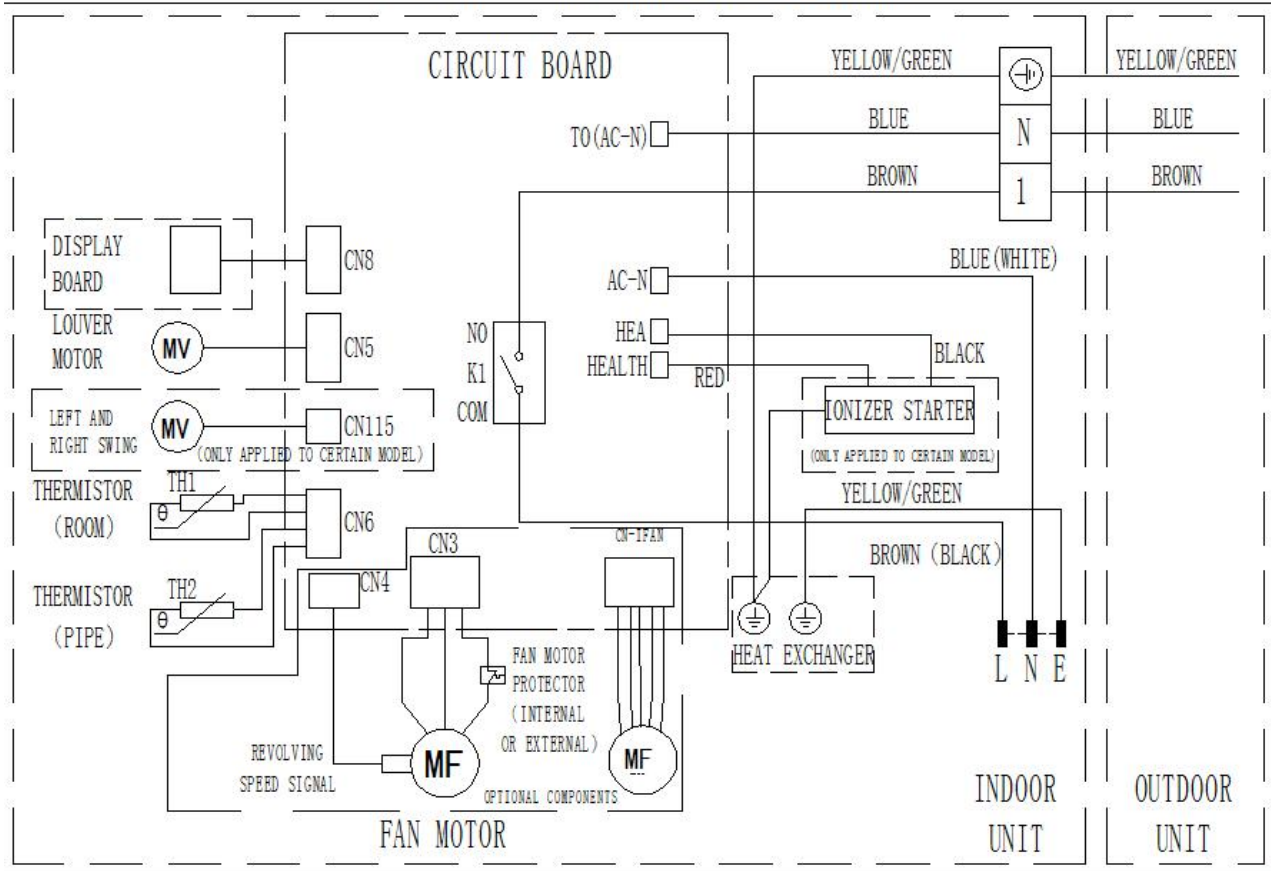 CIRCUIT BOARD
YELLOW/GREEN
YELLOW/GREEN
TO(AC-N)
BLUE
N
BLUE
BROWN
1
BROWN
DISPLAY
BOARD
CN8
AC-N
BLUE(WHITE)
LOUVER
MOTOR
MV
CN5
NO
K1
COM
HEA
HEALTH
RED
BLACK
IONIZER STARTER
(ONLY APPLIED TO CERTAIN MODEL)
LEFT AND
RIGHT SWING
MV
CN115
(ONLY APPLIED TO CERTAIN MODEL)
THERMISTOR
(ROOM)
TH1
θ
CN6
YELLOW/GREEN
BROWN (BLACK)
THERMISTOR
(PIPE)
TH2
θ
CN4
CN3
CN-IFAN
HEAT EXCHANGER
L N E
FAN MOTOR
PROTECTOR
(INTERNAL
OR EXTERNAL)
REVOLVING
SPEED SIGNAL
MF
MF
OPTIONAL COMPONENTS
FAN MOTOR
INDOOR
UNIT
OUTDOOR
UNIT